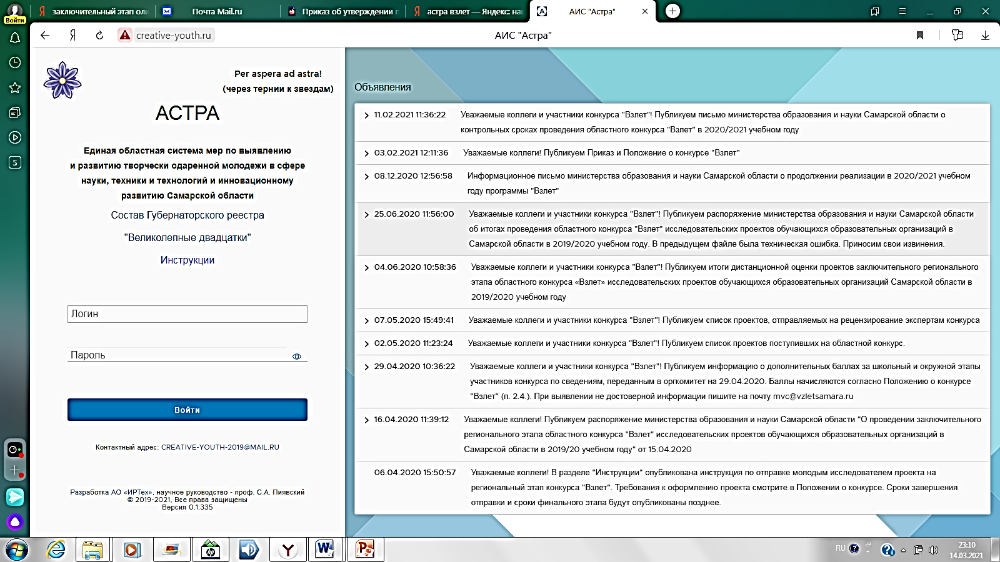 Войти
заключительный этап оли
Почта Mail.ru
Приказ об утверждении п
астра взлет — Яндекс: наш
АИС "Астра"
creative-youth.ru
АИС "Астра"
5
Per aspera ad astra!
(через тернии к звездам)
АСТРА
Единая областная система мер по выявлению
и развитию творчески одаренной молодежи в сфере
науки, техники и технологий и инновационному
развитию Самарской области
Состав Губернаторского реестра
"Великолепные двадцатки"
Инструкции
Логин
Пароль
Войти
Контактный адрес: CREATIVE-YOUTH-2019@MAIL.RU
Разработка АО «ИРТех», научное руководство - проф. С.А. Пиявский
© 2019-2021, Все права защищены
Версия 0.1.335
Объявления
11.02.2021 11:36:22 Уважаемые коллеги и участники конкурса "Взлет"! Публикуем письмо министерства образования и науки Самарской области о
контрольных сроках проведения областного конкурса "Взлет" в 2020/2021 учебном году
03.02.2021 12:11:36 Уважаемые коллеги! Публикуем Приказ и Положение о конкурсе "Взлет"
08.12.2020 12:56:58 Информационное письмо министерства образования и науки Самарской области о продолжении реализации в 2020/2021 учебном
году программы "Взлет"
25.06.2020 11:56:00 Уважаемые коллеги и участники конкурса "Взлет"! Публикуем распоряжение министерства образования и науки Самарской области
об итогах проведения областного конкурса "Взлет" исследовательских проектов обучающихся образовательных организаций в
Самарской области в 2019/2020 учебном году. В предыдущем файле была техническая ошибка. Приносим свои извинения.
04.06.2020 10:58:36 Уважаемые коллеги и участники конкурса "Взлет"! Публикуем итоги дистанционной оценки проектов заключительного регионального
этапа областного конкурса «Взлет» исследовательских проектов обучающихся образовательных организаций Самарской области в
2019/2020 учебном году
07.05.2020 15:49:41 Уважаемые коллеги и участники конкурса "Взлет"! Публикуем список проектов, отправляемых на рецензирование экспертам конкурса
02.05.2020 11:23:24 Уважаемые коллеги и участники конкурса "Взлет"! Публикуем список проектов поступивших на областной конкурс.
29.04.2020 10:36:22 Уважаемые коллеги и участники конкурса "Взлет"! Публикуем информацию о дополнительных баллах за школьный и окружной этапы
участников конкурса по сведениям, переданным в оргкомитет на 29.04.2020. Баллы начисляются согласно Положению о конкурсе
"Взлет" (п. 2.4.). При выявлении не достоверной информации пишите на почту mvc@vzletsamara.ru
16.04.2020 11:39:12 Уважаемые коллеги! Публикуем распоряжение министерства образования и науки Самарской области "О проведении заключительного
регионального этапа областного конкурса "Взлет" исследовательских проектов обучающихся образовательных организаций в
Самарской области в 2019/20 учебном году" от 15.04.2020
06.04.2020 15:50:57 Уважаемые коллеги! В разделе "Инструкции" опубликована инструкция по отправке молодым исследователем проекта на
региональный этап конкурса "Взлет". Требования к оформлению проекта смотрите в Положении о конкурсе. Сроки завершения
отправки и сроки финального этапа будут опубликованы позднее.
RU
23:10
14.03.2021